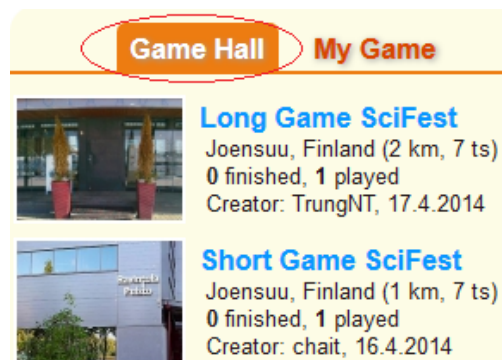 Game Hall My Game
Long Game SciFest
Joensuu, Finland (2 km, 7 ts)
0 finished, 1 played
Creator: TrungNT, 17.4.2014
Short Game SciFest
Joensuu, Finland (1 km, 7 ts)
0 finished, 1 played
Creator: chait, 16.4.2014